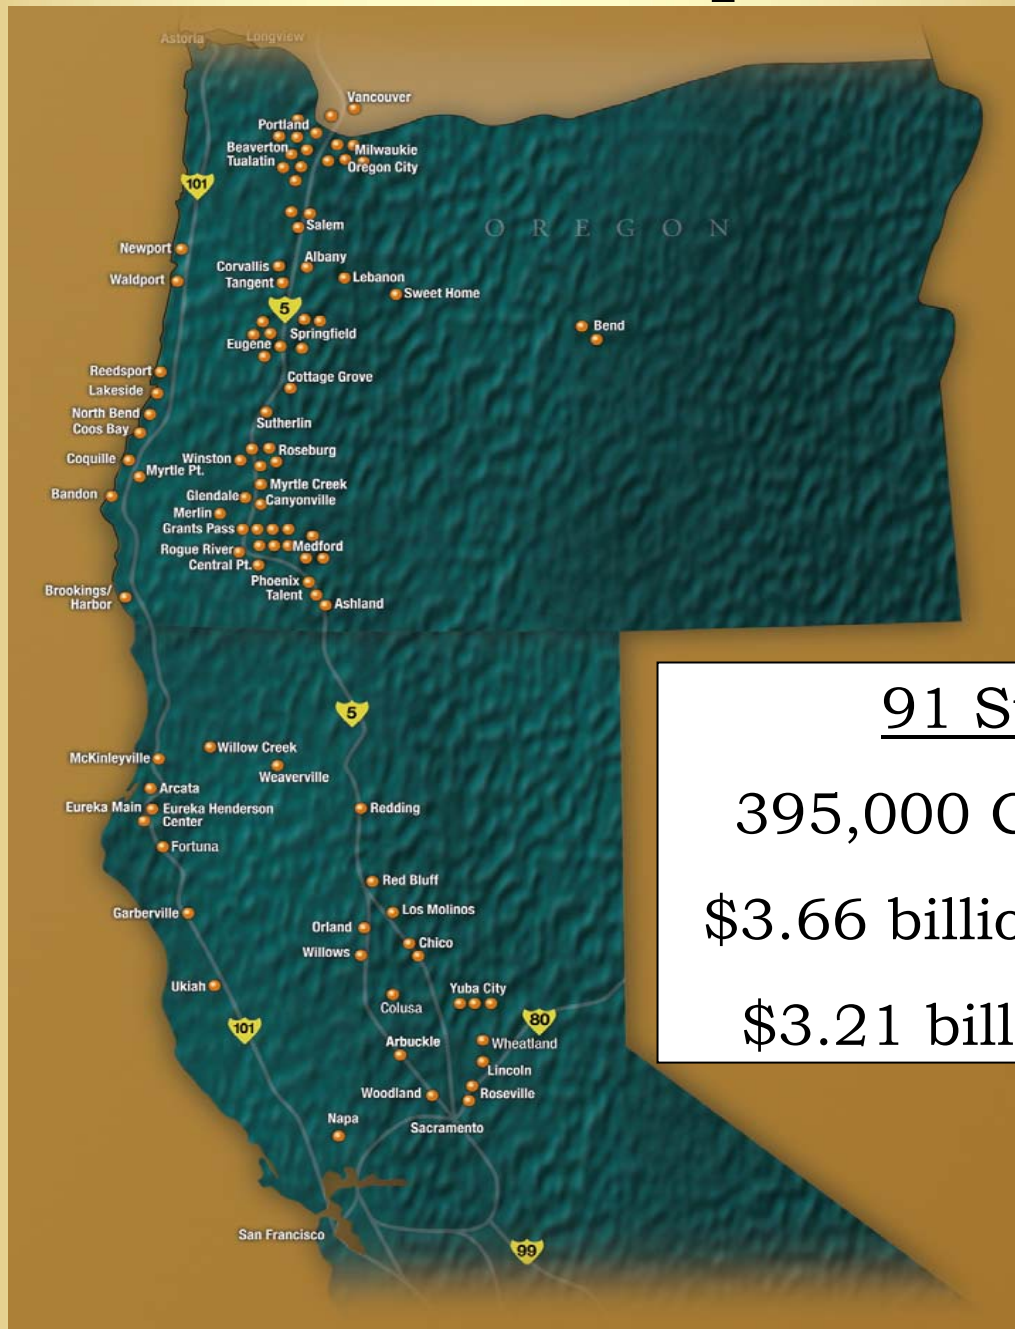 Astoria
Longview
Vancouver
Portland
Beaverton
Milwaukie
Tualatin
Oregon City
101
Salem
OREGON
Newport
Albany
Corvallis
Waldport
Tangent
Lebanon
Sweet Home
5
Bend
Springfield
Eugene
Reedsport
Cottage Grove
Lakeside
North Bend
Sutherlin
Coos Bay
Roseburg
Coquille
Winston
Myrtle Pt.
Myrtle Creek
Bandon
Glendale
Canyonville
Merlin
Grants Pass
Rogue River
Medford
Central Pt.
Phoenix
Brookings/
Harbor
Talent
Ashland
5
91
395,000
$3.66
$3.21
Willow Creek
McKinleyville
Weaverville
Arcata
Eureka Main
Eureka Henderson
Center
Redding
Fortuna
Red Bluff
Garberville
Los Molinos
Orland
Chico
Willows
Ukiah
Yuba City
Colusa
101
80
Arbuckle
Wheatland
Lincoln
Woodland
Roseville
Napa
Sacramento
San Francisco
99